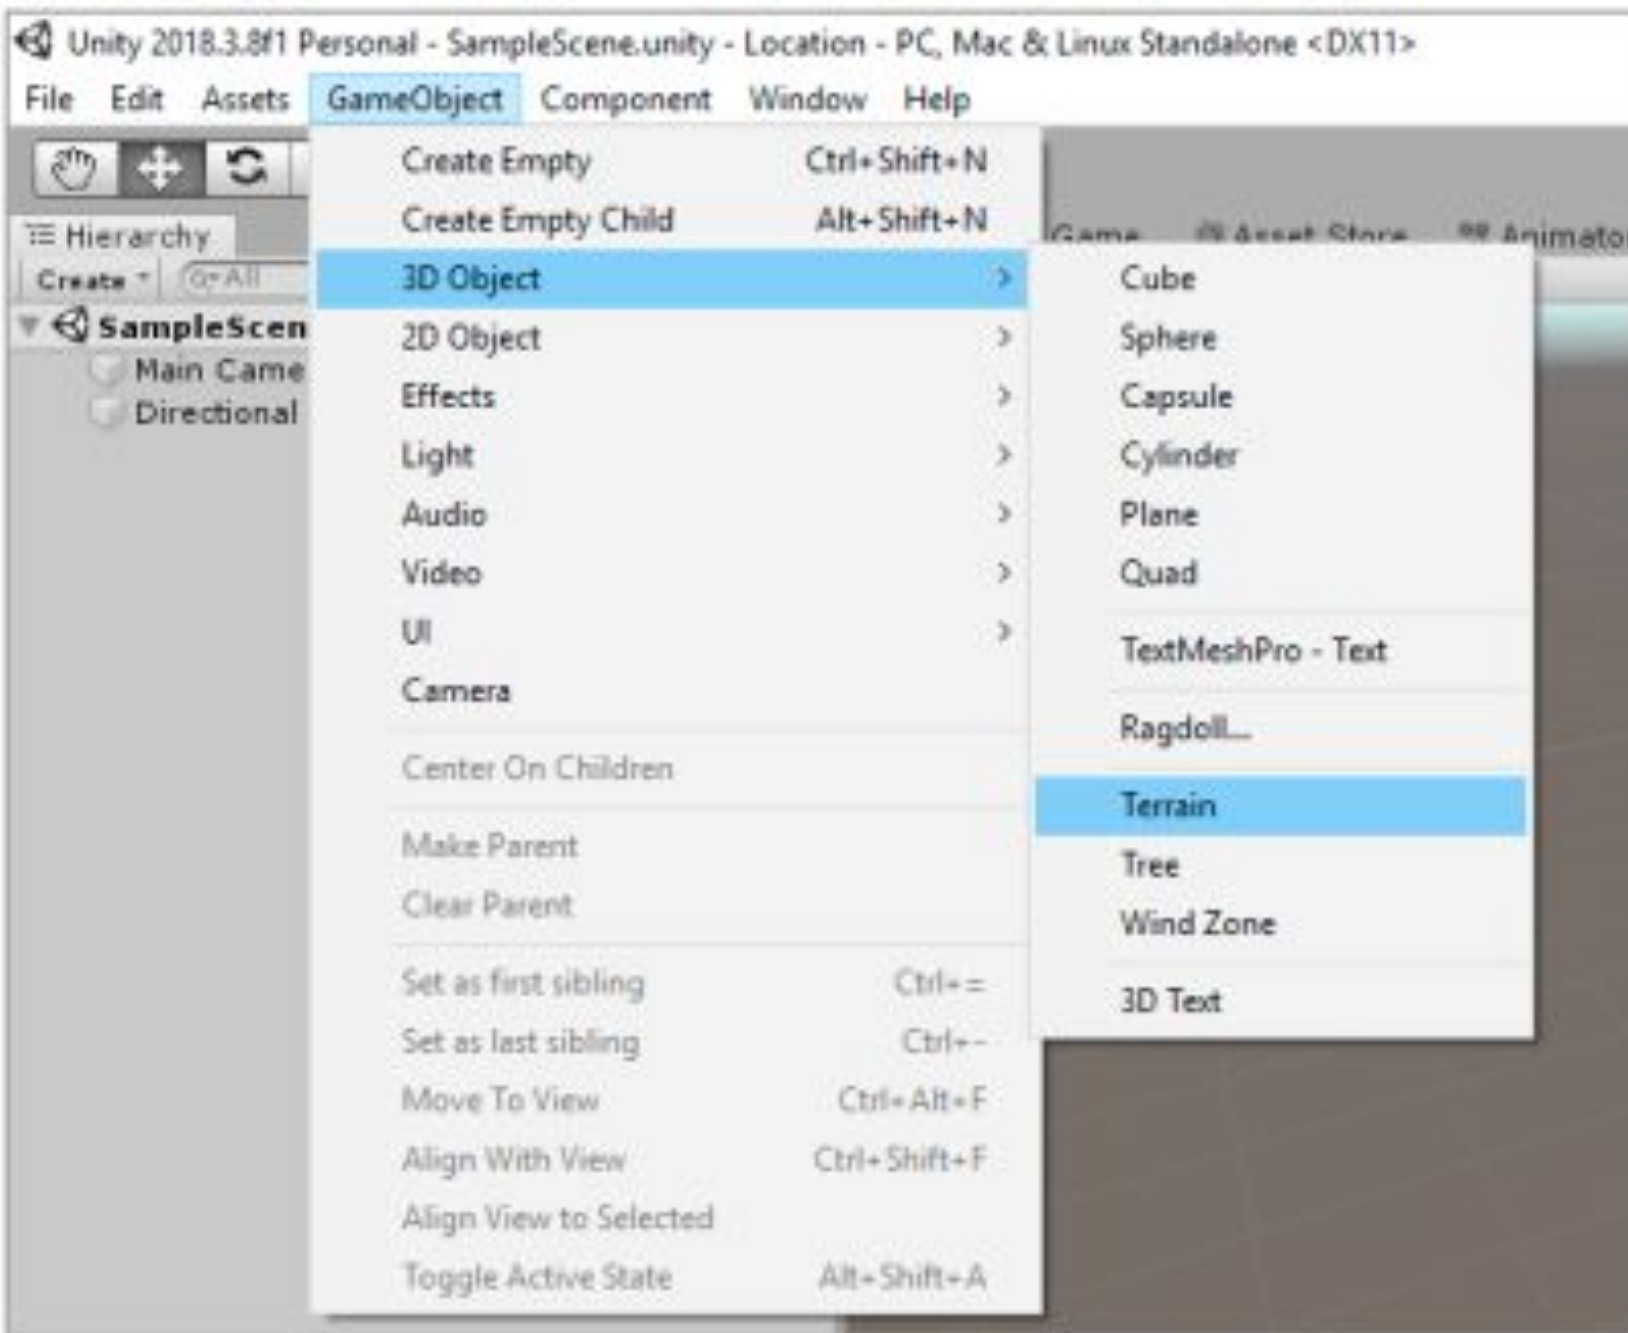 Unity 2018.3.8f1 Personal - SampleScene.unity - Location - PC, Mac & Linux Standalone <DX11>
File Edit Assets GameObject Component Window Help
Create Empty Ctrl+Shift+N
Create Empty Child Alt+Shift+N
Hierarchy Game Asset Store Animator
Create All
3D Object > Cube
SampleScen
2D Object > Sphere
Main Came
Effects > Capsule
Directional
Light > Cylinder
Audio > Plane
Video > Quad
UI > TextMeshPro - Text
Camera
Ragdoll...
Center On Children
Terrain
Make Parent
Tree
Clear Parent
Wind Zone
Set as first sibling Ctrl+=
3D Text
Set as last sibling Ctrl+-
Move To View Ctrl+Alt+F
Align With View Ctrl+Shift+F
Align View to Selected
Toggle Active State Alt+Shift+A